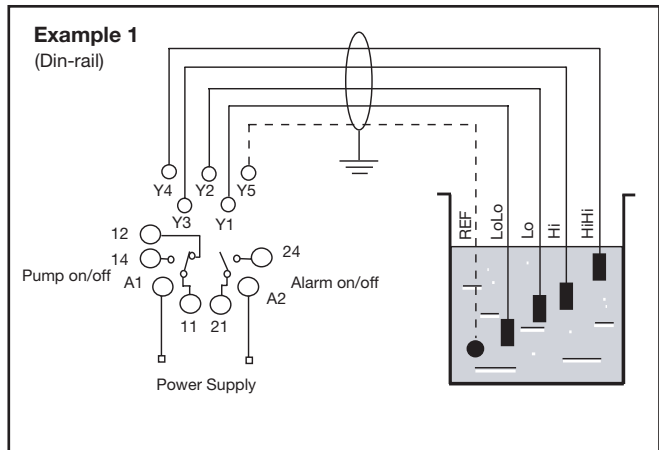 Example 1
(Din-rail)
Y4
Y3
Y2
Y1
Y5
12
14
A1
11
21
A2
24
Pump on/off
Alarm on/off
Power Supply
REF
LoLo
Lo
Hi
HiHi